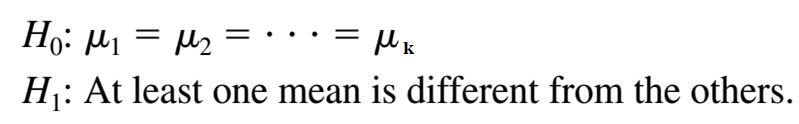 H₀: μ₁ = μ₂ = · · · = μₖ
H₁: At least one mean is different from the others.